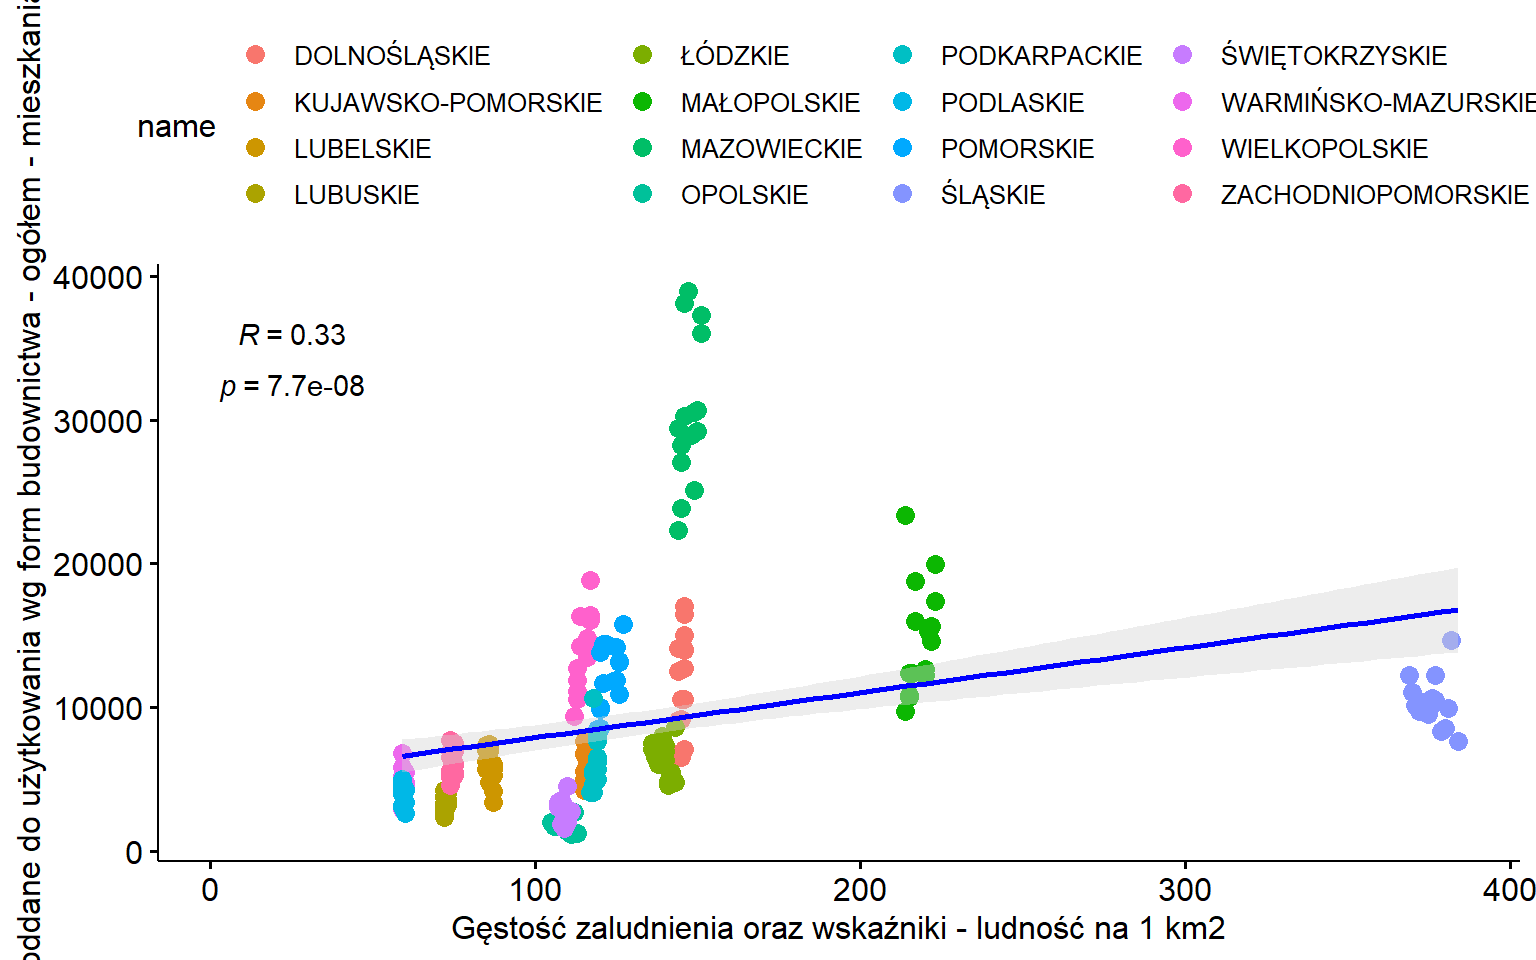 name
DOLNOŚLĄSKIE
KUJAWSKO-POMORSKIE
LUBELSKIE
LUBUSKIE
ŁÓDZKIE
MAŁOPOLSKIE
MAZOWIECKIE
OPOLSKIE
PODKARPACKIE
PODLASKIE
POMORSKIE
ŚLĄSKIE
ŚWIĘTOKRZYSKIE
WARMIŃSKO-MAZURSKIE
WIELKOPOLSKIE
ZACHODNIOPOMORSKIE
oddane do użytkowania wg form budownictwa - ogółem - mieszkania
40000
30000
20000
10000
0
R = 0.33
p = 7.7e-08
0
100
200
300
400
Gęstość zaludnienia oraz wskaźniki - ludność na 1 km2